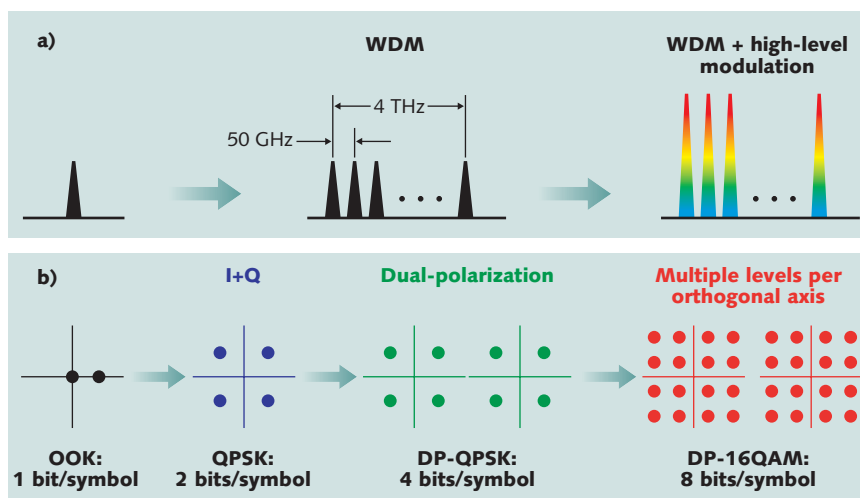 a)
WDM
WDM + high-level
modulation
4 THz
50 GHz
b)
I+Q
Dual-polarization
Multiple levels per
orthogonal axis
OOK:
1 bit/symbol
QPSK:
2 bits/symbol
DP-QPSK:
4 bits/symbol
DP-16QAM:
8 bits/symbol